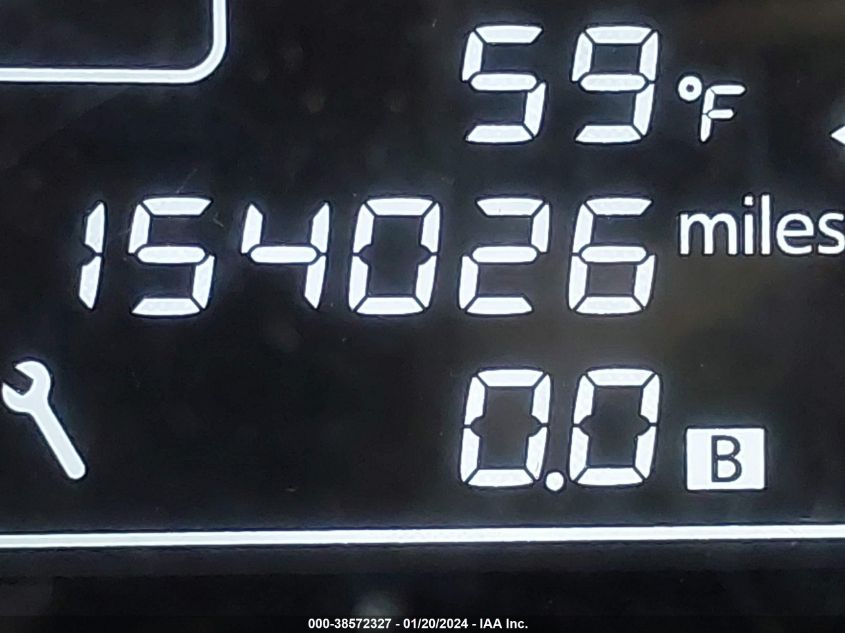 59 °F
154026 miles
0.0 B
000-38572327 - 01/20/2024 - IAA Inc.